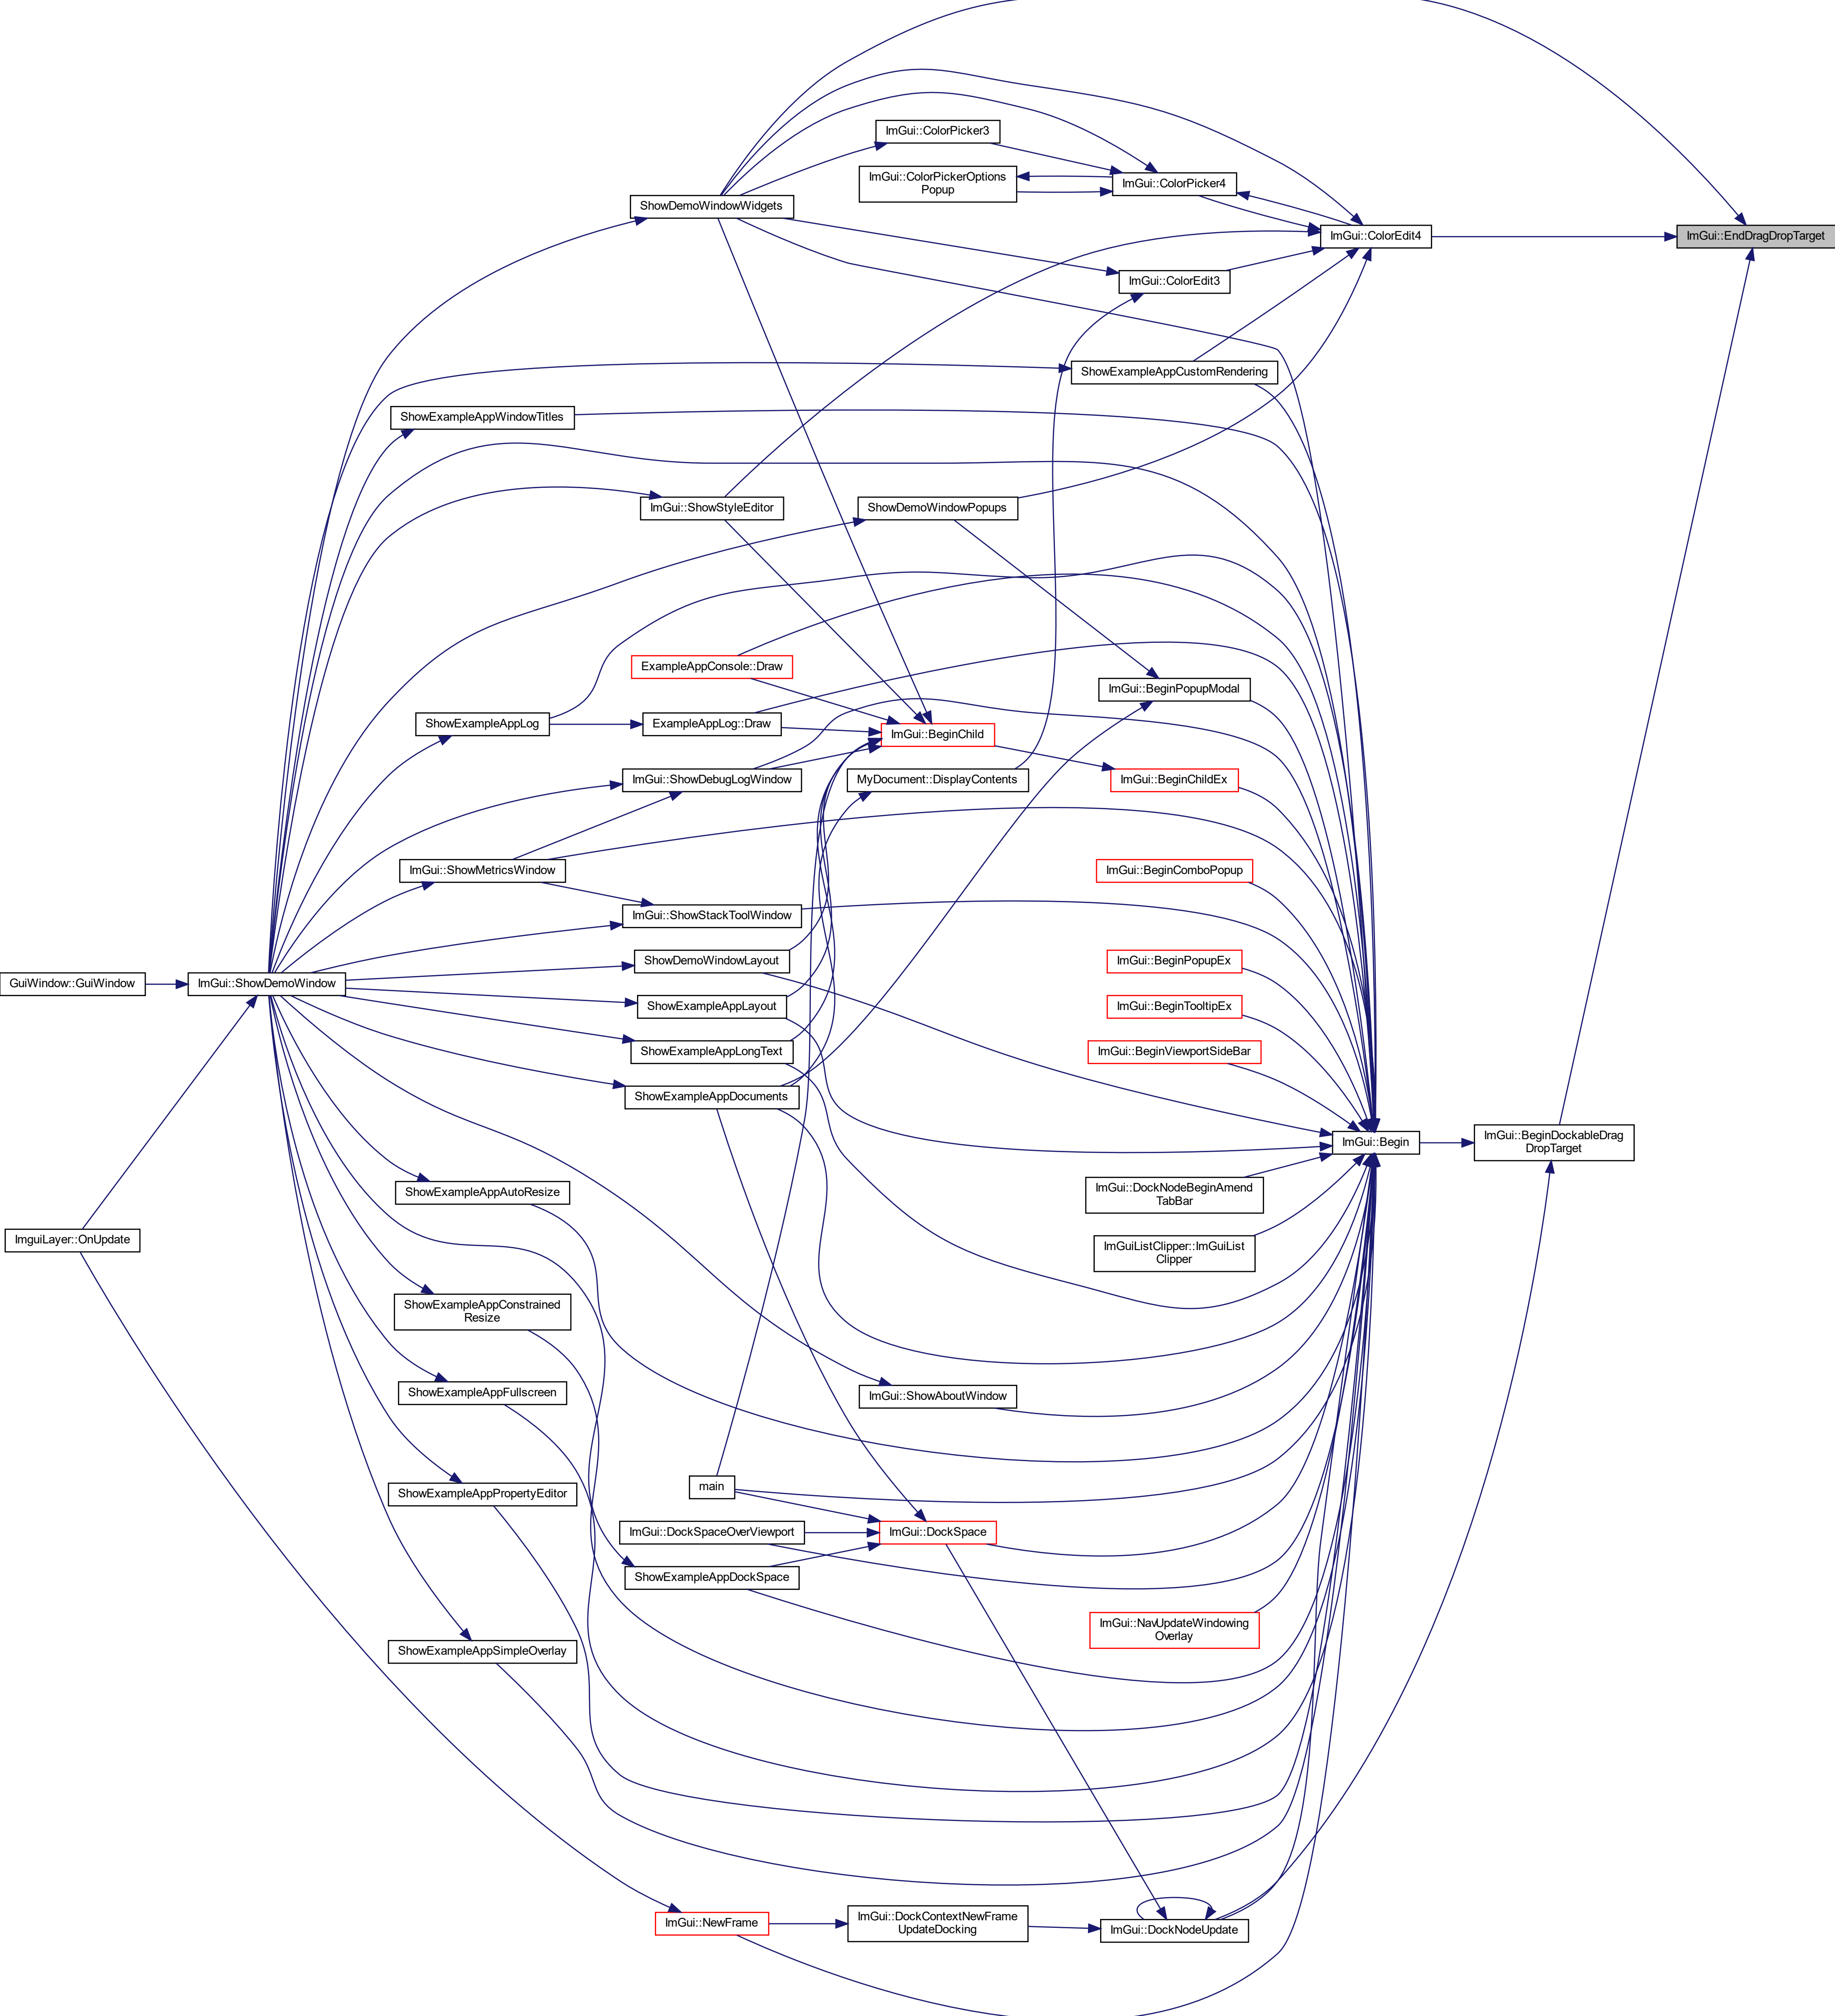 ImGui::ColorPicker3
ImGui::ColorPickerOptions
Popup
ImGui::ColorPicker4
ShowDemoWindowWidgets
ImGui::ColorEdit4
ImGui::EndDragDropTarget
ImGui::ColorEdit3
ShowExampleAppCustomRendering
ShowExampleAppWindowTitles
ImGui::ShowStyleEditor
ShowDemoWindowPopups
ExampleAppConsole::Draw
ImGui::BeginPopupModal
ShowExampleAppLog
ExampleAppLog::Draw
ImGui::BeginChild
ImGui::ShowDebugLogWindow
MyDocument::DisplayContents
ImGui::BeginChildEx
ImGui::ShowMetricsWindow
ImGui::BeginComboPopup
ImGui::ShowStackToolWindow
ShowDemoWindowLayout
ImGui::BeginPopupEx
GuiWindow::GuiWindow
ImGui::ShowDemoWindow
ShowExampleAppLayout
ImGui::BeginTooltipEx
ShowExampleAppLongText
ImGui::BeginViewportSideBar
ShowExampleAppDocuments
ImGui::Begin
ImGui::BeginDockableDrag
DropTarget
ShowExampleAppAutoResize
ImGui::DockNodeBeginAmend
TabBar
ImguiLayer::OnUpdate
ImGuiListClipper::ImGuiList
Clipper
ShowExampleAppConstrained
Resize
ShowExampleAppFullscreen
ImGui::ShowAboutWindow
main
ShowExampleAppPropertyEditor
ImGui::DockSpaceOverViewport
ImGui::DockSpace
ShowExampleAppDockSpace
ImGui::NavUpdateWindowing
Overlay
ShowExampleAppSimpleOverlay
ImGui::NewFrame
ImGui::DockContextNewFrame
UpdateDocking
ImGui::DockNodeUpdate